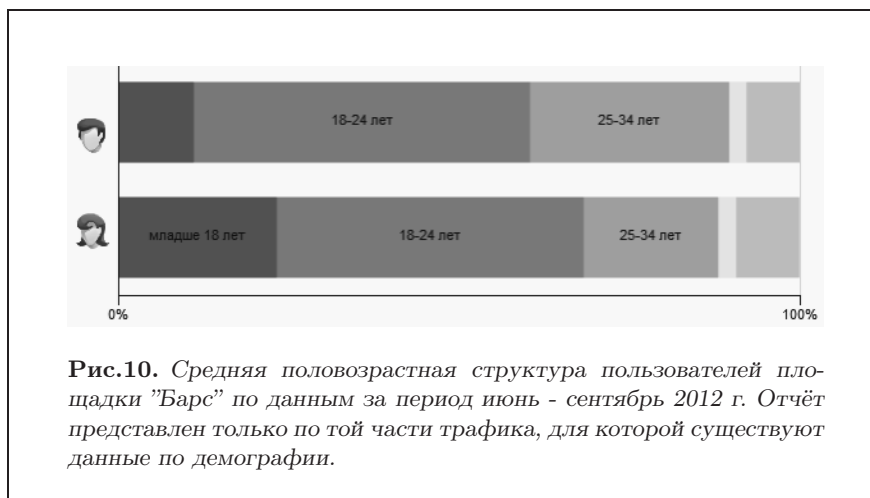 18-24 лет 25-34 лет
младше 18 лет 18-24 лет 25-34 лет
0% 100%
Рис.10. Средняя половозрастная структура пользователей пло-
щадки ”Барс” по данным за период июнь - сентябрь 2012 г. Отчёт
представлен только по той части трафика, для которой существуют
данные по демографии.